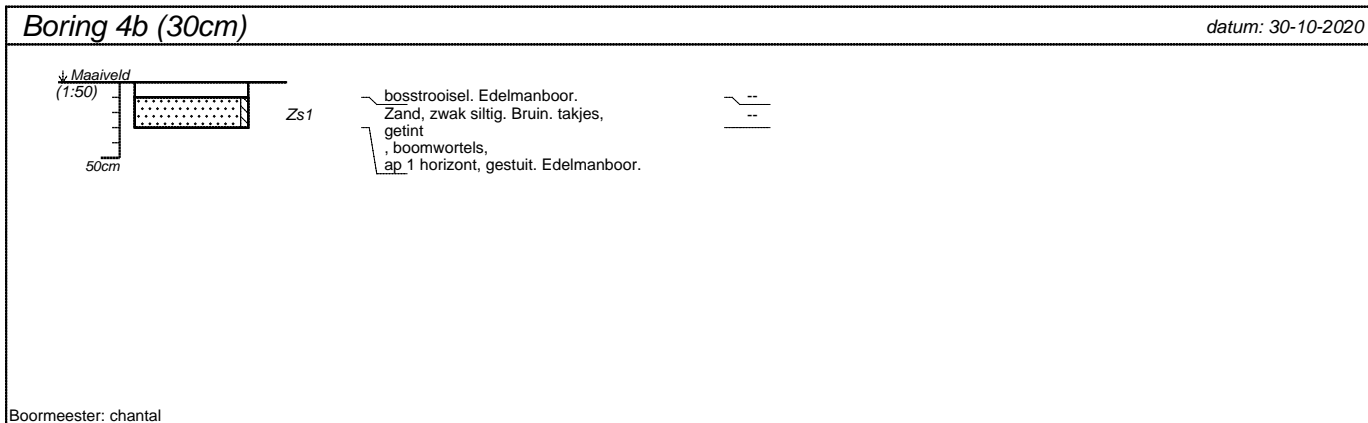 Boring 4b (30cm)
datum: 30-10-2020
Maaiveld
(1:50)
50cm
Zs1
bosstrooisel. Edelmanboor.
Zand, zwak siltig. Bruin. takjes,
getint
, boomwortels,
ap 1 horizont, gestuit. Edelmanboor.
--
--
Boormeester: chantal